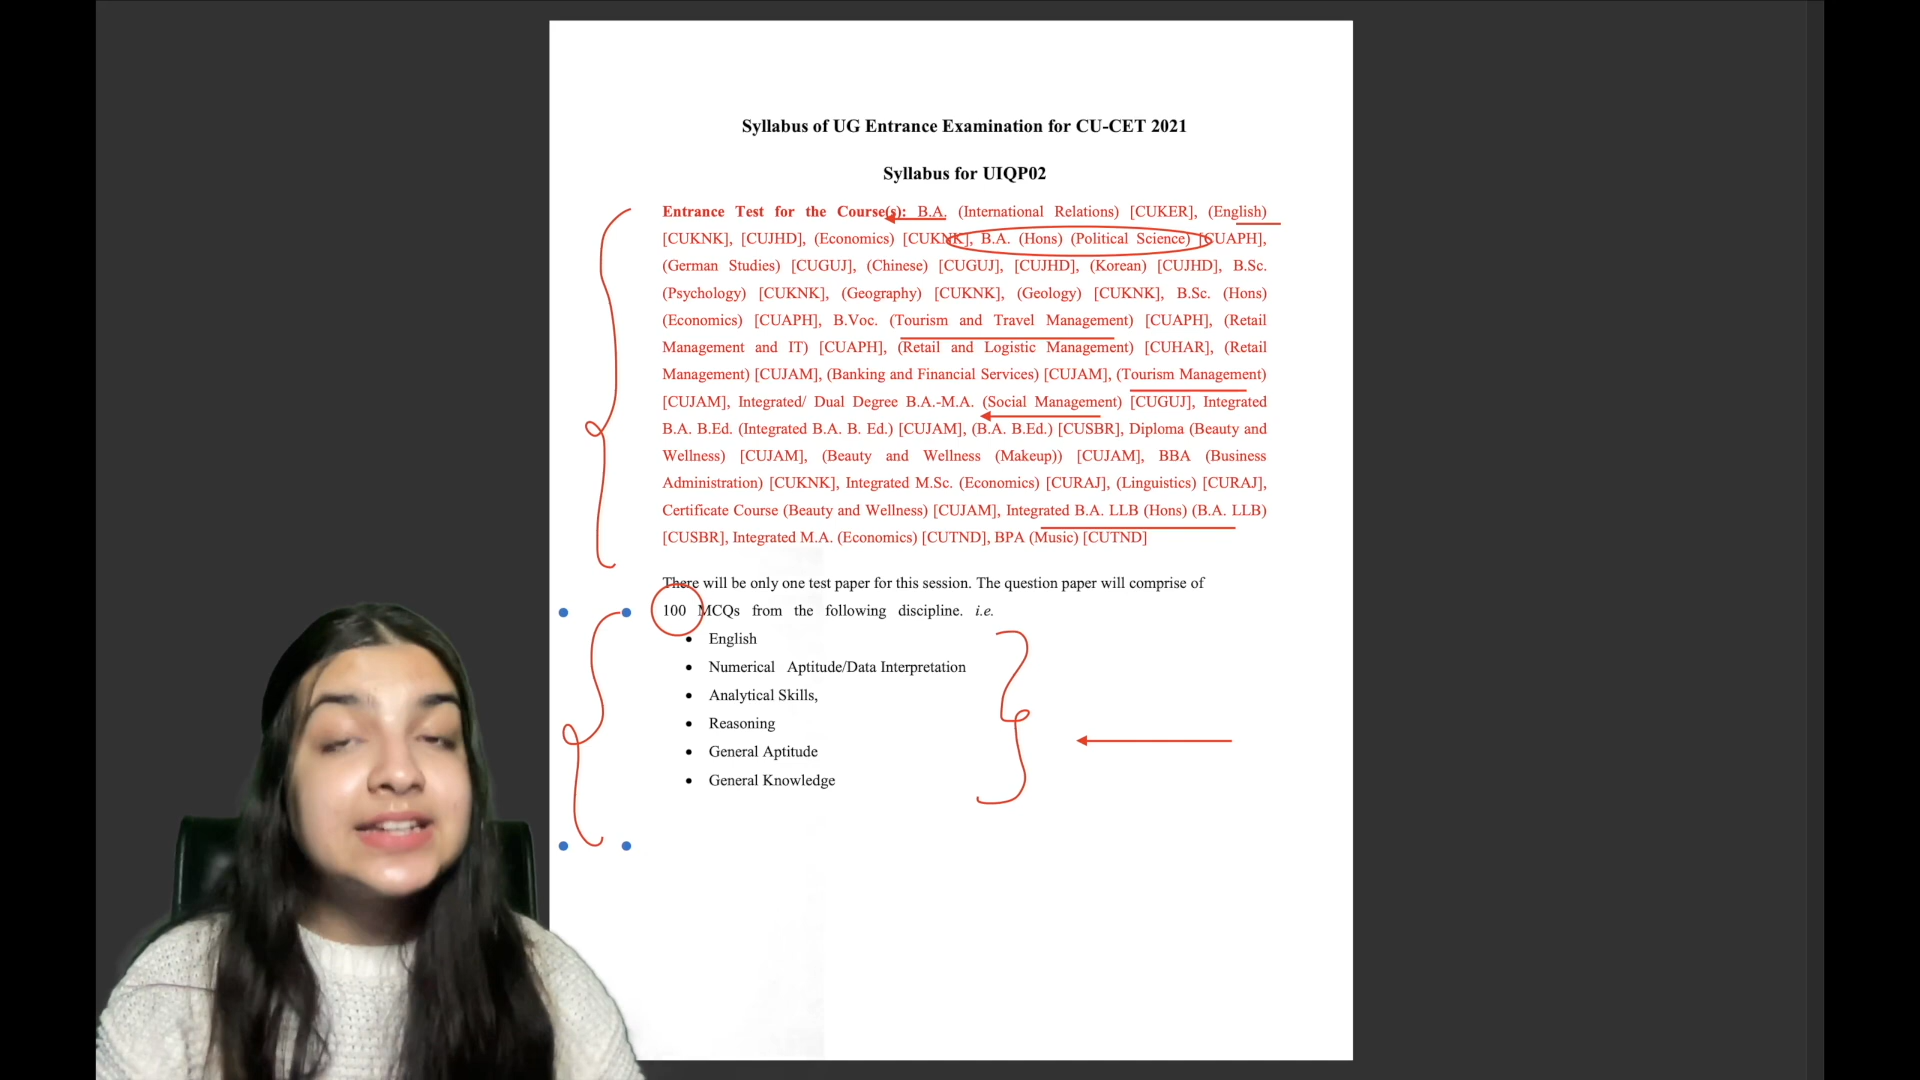 Syllabus of UG Entrance Examination for CU-CET 2021
Syllabus for UIQP02
Entrance Test for the Course(s): B.A. (International Relations) [CUKER], (English)
[CUKNK], [CUJHD], (Economics) [CUKNK], B.A. (Hons) (Political Science) [CUAPH],
(German Studies) [CUGUJ], (Chinese) [CUGUJ], [CUJHD], (Korean) [CUJHD], B.Sc.
(Psychology) [CUKNK], (Geography) [CUKNK], (Geology) [CUKNK], B.Sc. (Hons)
(Economics) [CUAPH], B.Voc. (Tourism and Travel Management) [CUAPH], (Retail
Management and IT) [CUAPH], (Retail and Logistic Management) [CUHAR], (Retail
Management) [CUJAM], (Banking and Financial Services) [CUJAM], (Tourism Management)
[CUJAM], Integrated/ Dual Degree B.A.-M.A. (Social Management) [CUGUJ], Integrated
B.A. B.Ed. (Integrated B.A. B. Ed.) [CUJAM], (B.A. B.Ed.) [CUSBR], Diploma (Beauty and
Wellness) [CUJAM], (Beauty and Wellness (Makeup)) [CUJAM], BBA (Business
Administration) [CUKNK], Integrated M.Sc. (Economics) [CURAJ], (Linguistics) [CURAJ],
Certificate Course (Beauty and Wellness) [CUJAM], Integrated B.A. LLB (Hons) (B.A. LLB)
[CUSBR], Integrated M.A. (Economics) [CUTND], BPA (Music) [CUTND]
There will be only one test paper for this session. The question paper will comprise of
100 MCQs from the following discipline. i.e.
• English
• Numerical Aptitude/Data Interpretation
• Analytical Skills,
• Reasoning
• General Aptitude
• General Knowledge